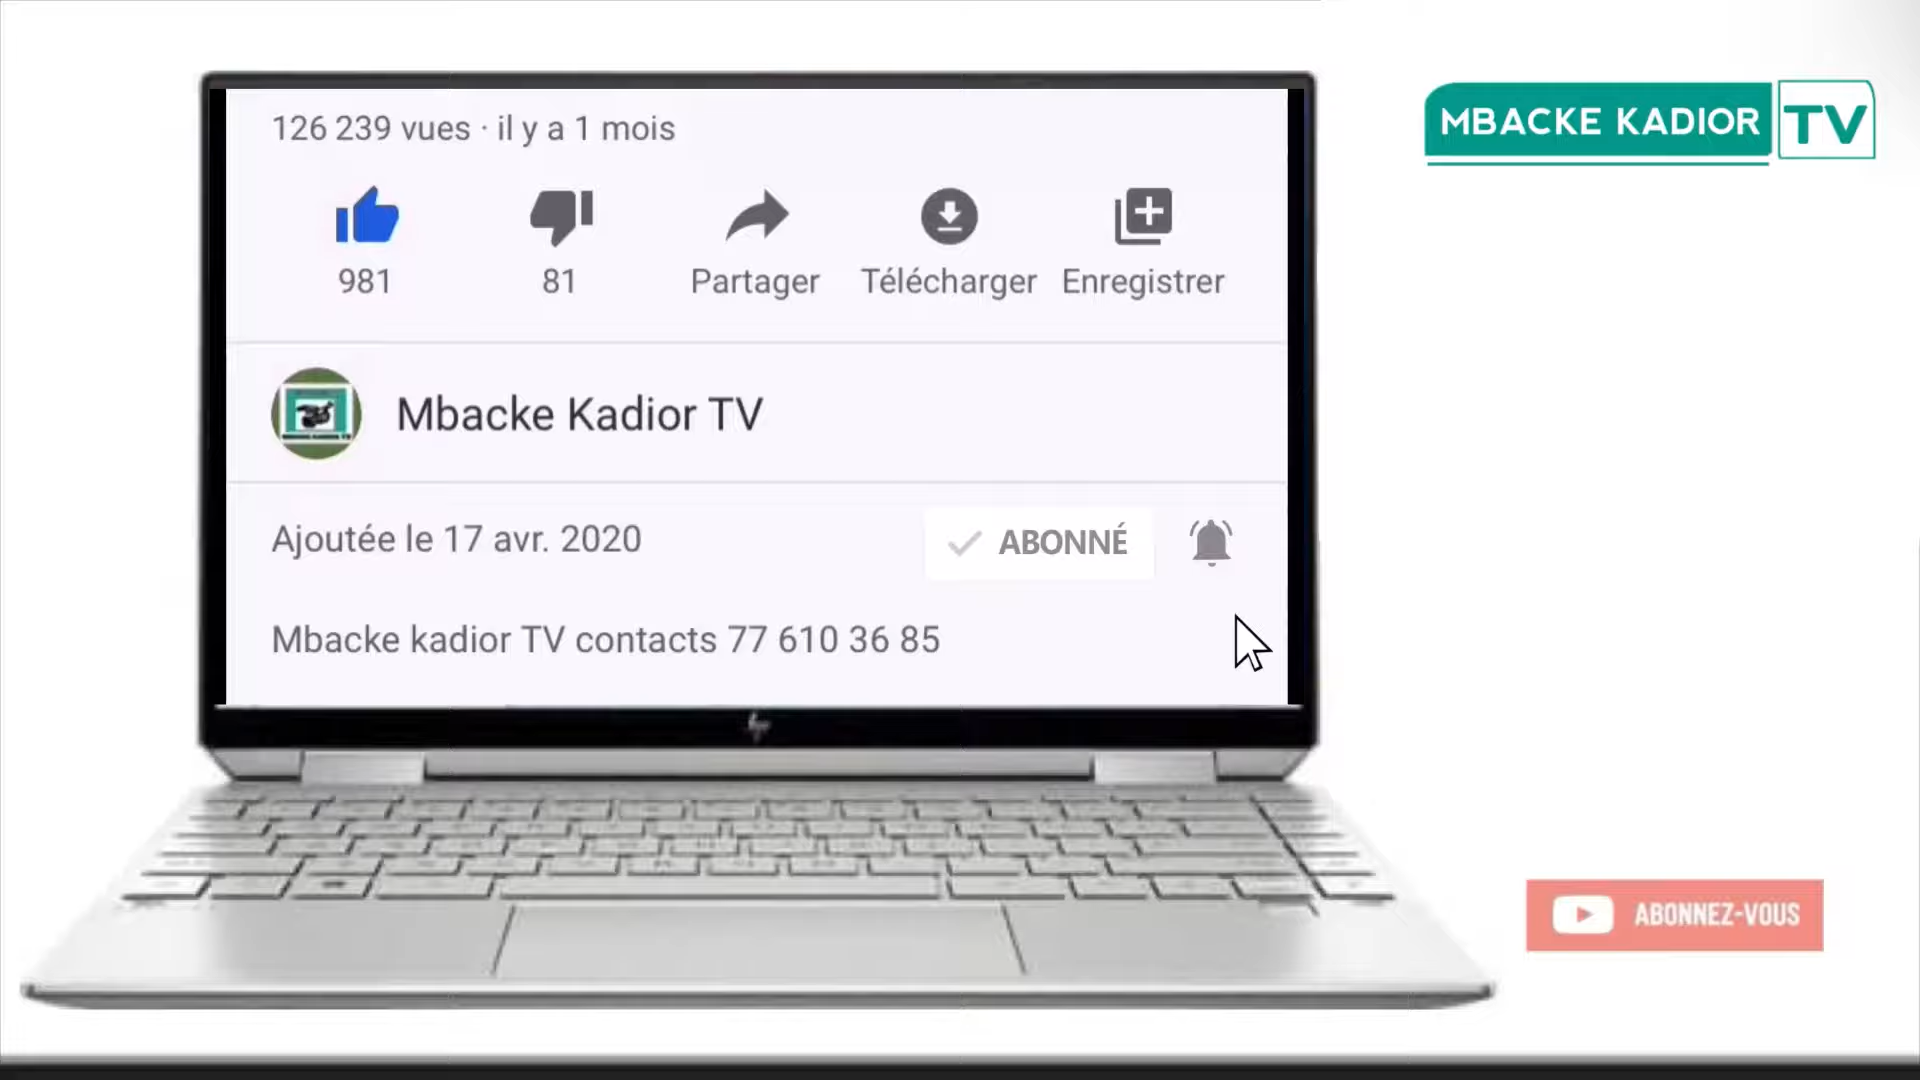 126 239 vues · il y a 1 mois
981
81
Partager
Télécharger
Enregistrer
Mbacke Kadior TV
Ajoutée le 17 avr. 2020
ABONNÉ
Mbacke kadior TV contacts 77 610 36 85
MBACKE KADIOR TV
ABONNEZ-VOUS